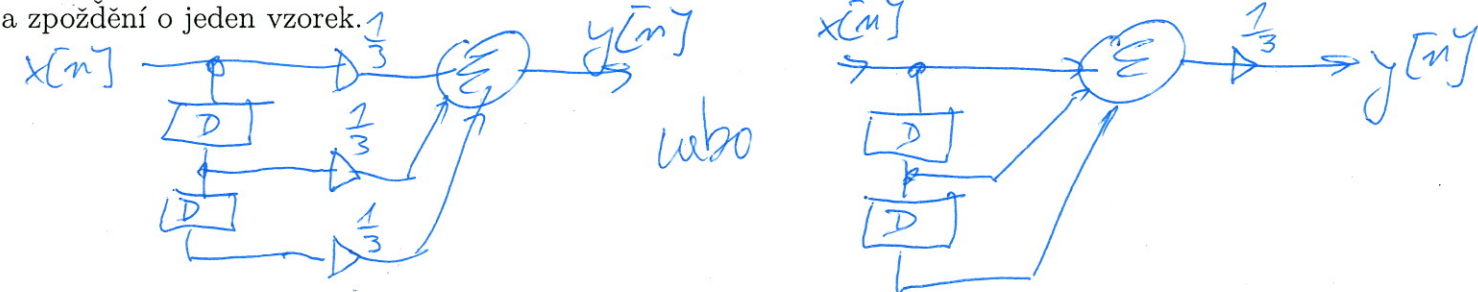 a zpoždění o jeden vzorek.
x[n] 1/3 Σ y[n]
D 1/3
D 1/3
nebo
x[n] Σ 1/3 y[n]
D
D